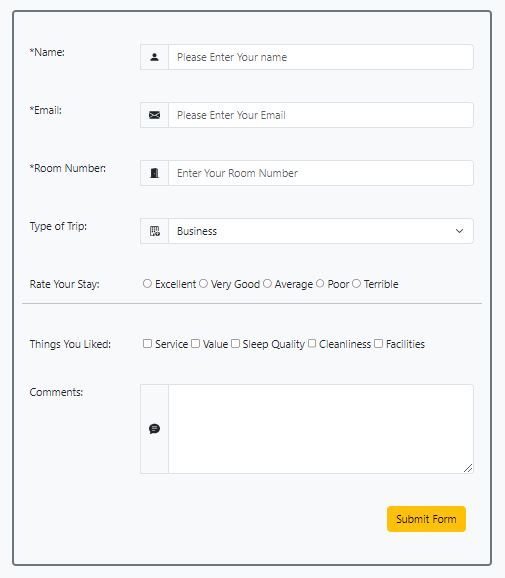 *Name: Please Enter Your name
*Email: Please Enter Your Email
*Room Number: Enter Your Room Number
Type of Trip: Business
Rate Your Stay: Excellent Very Good Average Poor Terrible
Things You Liked: Service Value Sleep Quality Cleanliness Facilities
Comments:
Submit Form